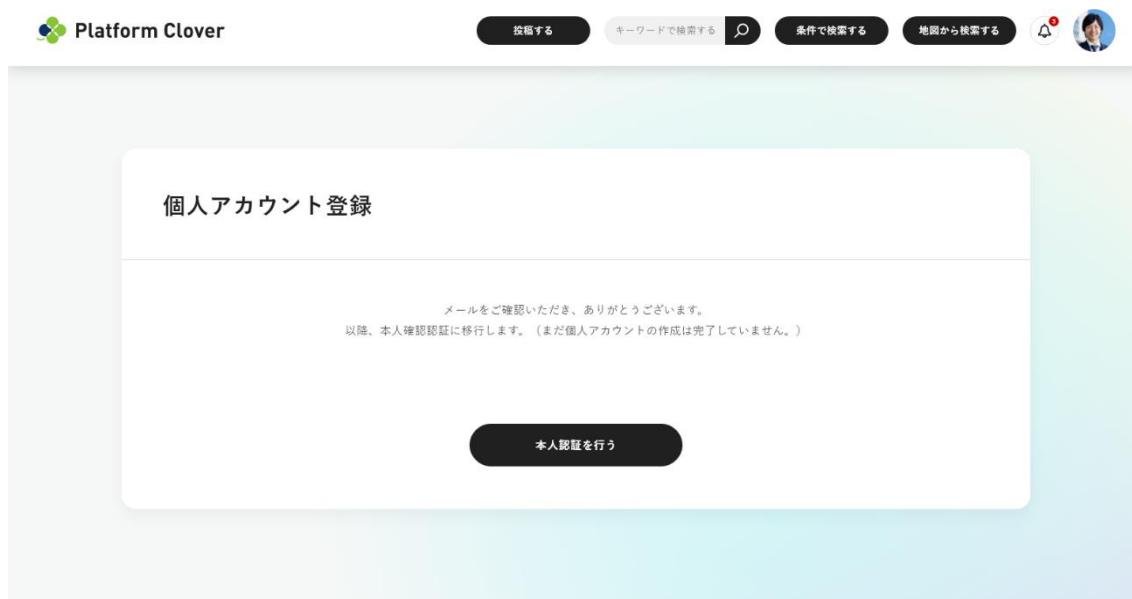 Platform Clover
投稿する
キーワードで検索する
条件で検索する
地図から検索する
3
個人アカウント登録
メールをご確認いただき、ありがとうございます。
以降、本人確認認証に移行します。（まだ個人アカウントの作成は完了していません。）
本人認証を行う